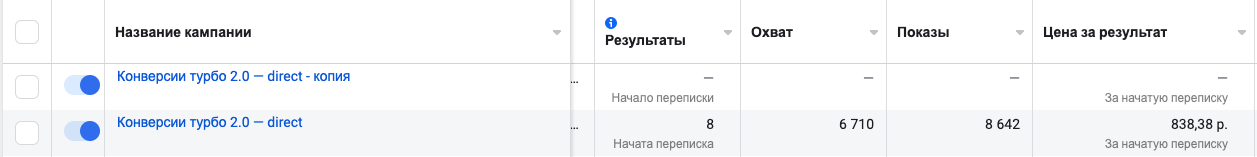 Название кампании Результаты Охват Показы Цена за результат
Конверсии турбо 2.0 — direct - копия ... — — — —
Начало переписки За начатую переписку
Конверсии турбо 2.0 — direct ... 8 6 710 8 642 838,38 р.
Начата переписка За начатую переписку